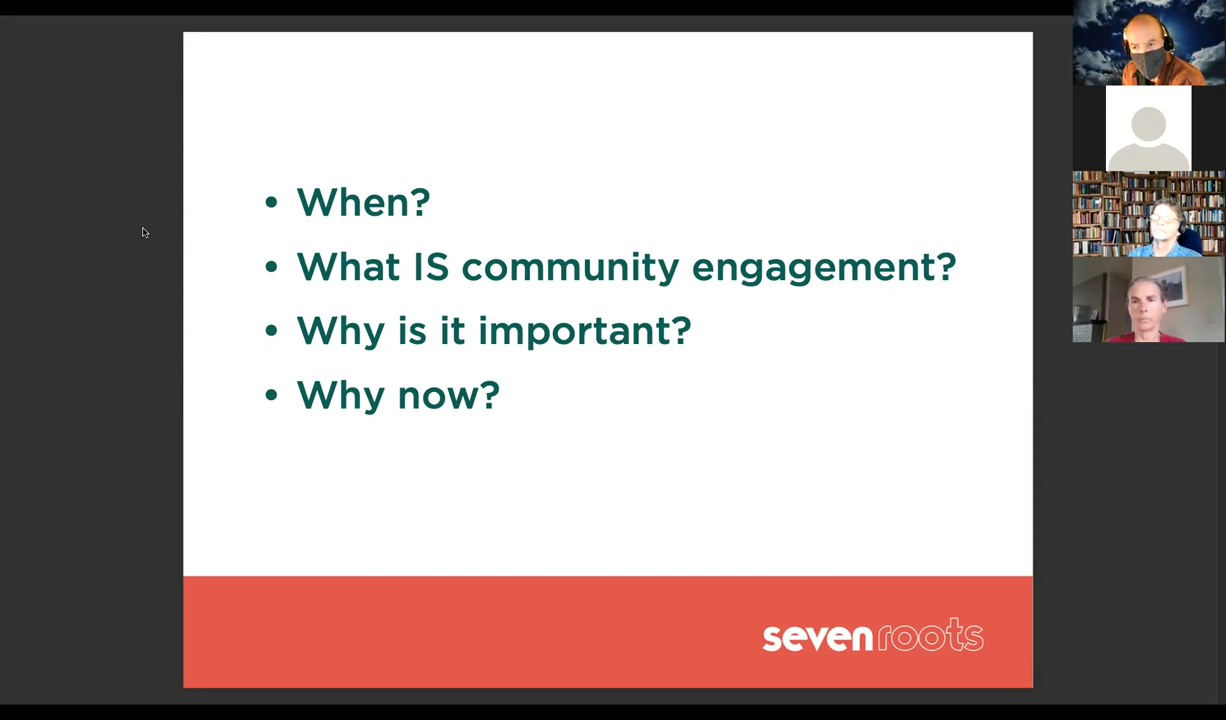 • When?
• What IS community engagement?
• Why is it important?
• Why now?
sevenroots